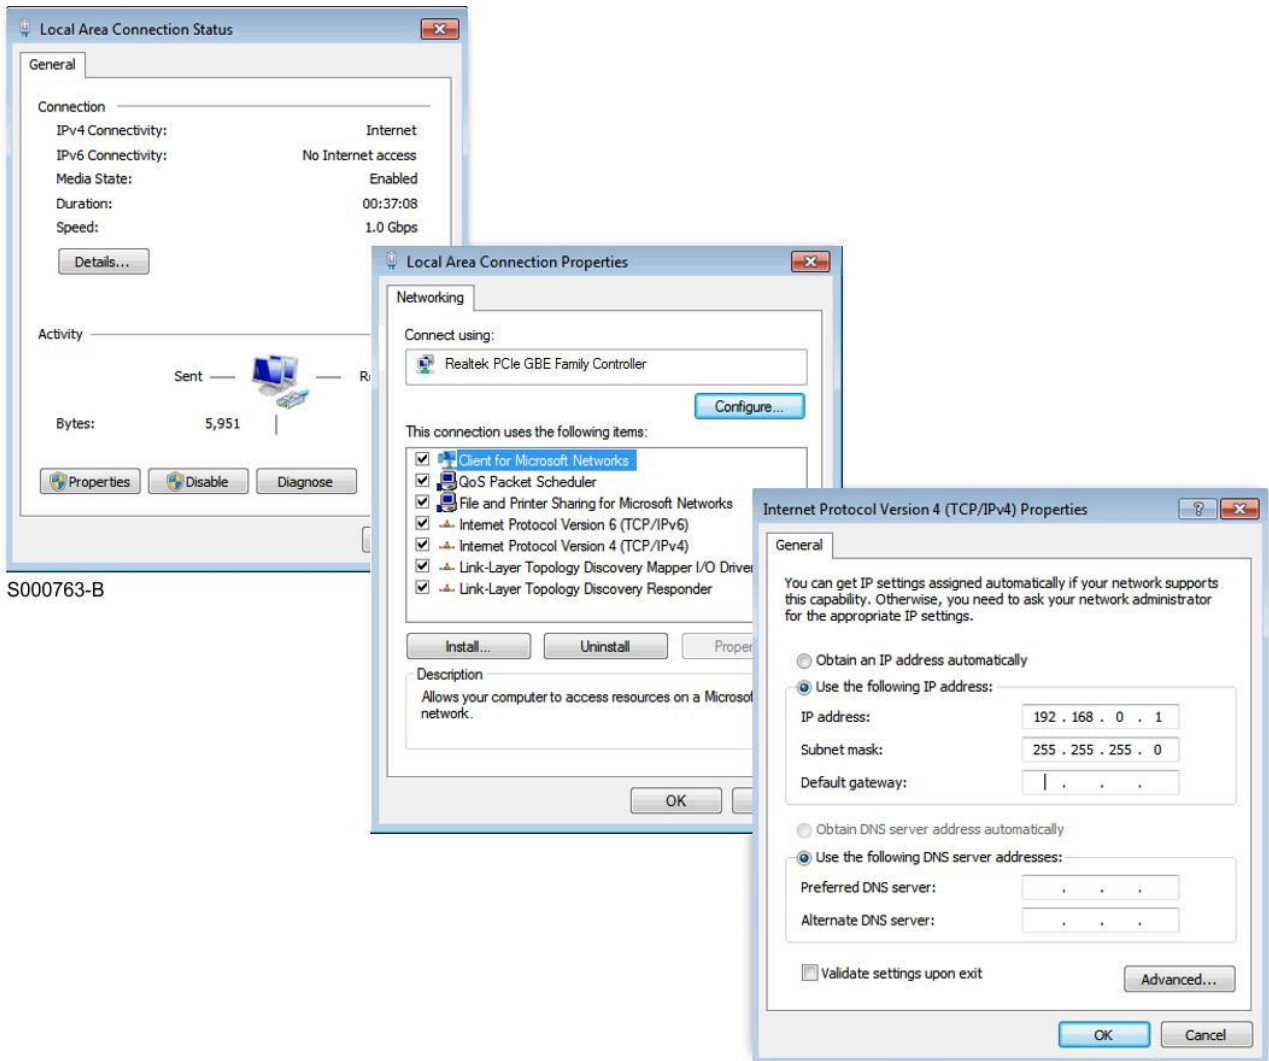 Local Area Connection Status
General
Connection
IPv4 Connectivity: Internet
IPv6 Connectivity: No Internet access
Media State: Enabled
Duration: 00:37:08
Speed: 1.0 Gbps
Details...
Activity
Sent
Bytes: 5,951
Properties Disable Diagnose
S000763-B
Local Area Connection Properties
Networking
Connect using:
Realtek PCIe GBE Family Controller
Configure...
This connection uses the following items:
Client for Microsoft Networks
QoS Packet Scheduler
File and Printer Sharing for Microsoft Networks
Internet Protocol Version 6 (TCP/IPv6)
Internet Protocol Version 4 (TCP/IPv4)
Link-Layer Topology Discovery Mapper I/O Driver
Link-Layer Topology Discovery Responder
Install... Uninstall Proper
Description
Allows your computer to access resources on a Microsof
network.
OK
Internet Protocol Version 4 (TCP/IPv4) Properties
General
You can get IP settings assigned automatically if your network supports
this capability. Otherwise, you need to ask your network administrator
for the appropriate IP settings.
Obtain an IP address automatically
Use the following IP address:
IP address: 192 . 168 . 0 . 1
Subnet mask: 255 . 255 . 255 . 0
Default gateway: . . .
Obtain DNS server address automatically
Use the following DNS server addresses:
Preferred DNS server: . . .
Alternate DNS server: . . .
Validate settings upon exit
Advanced...
OK Cancel